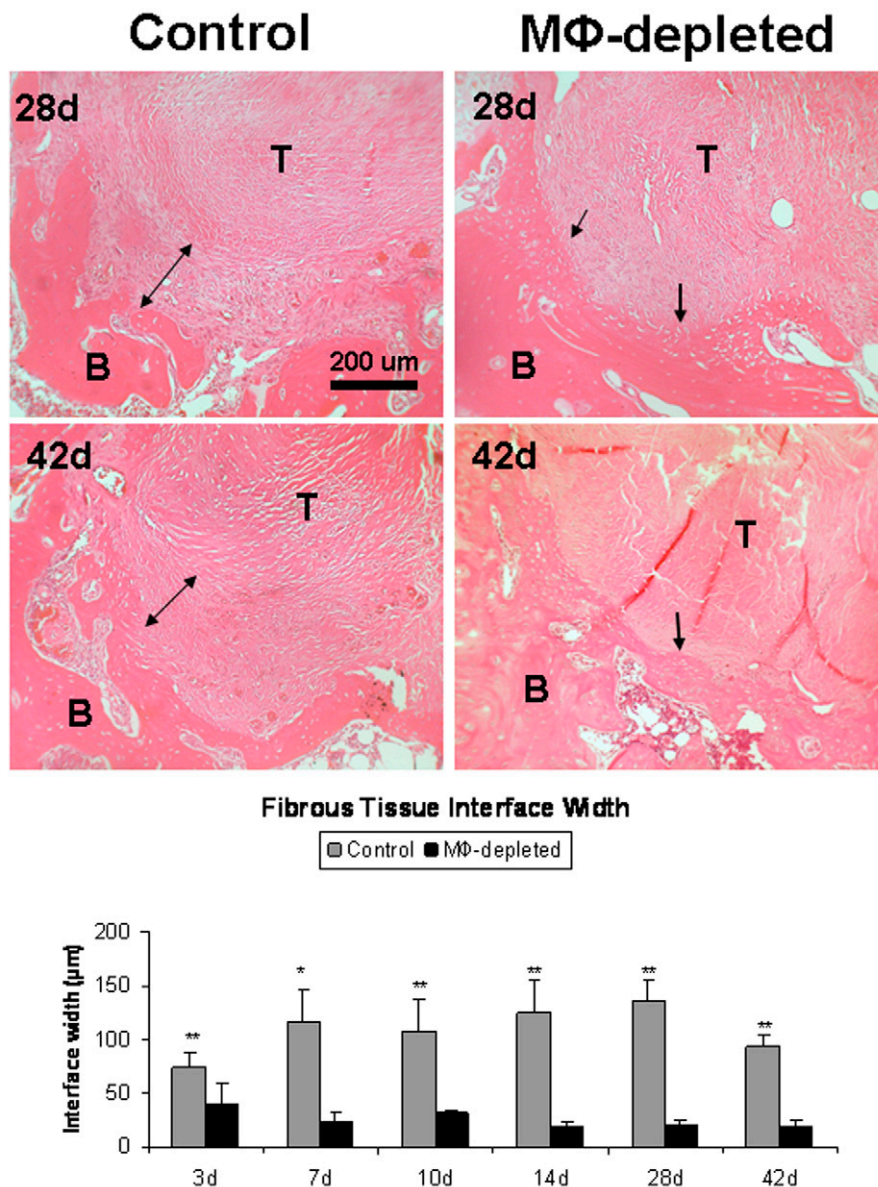 Control MΦ-depleted
28d 28d
T T
B 200 um B
42d 42d
T T
B B
Fibrous Tissue Interface Width
Control MΦ-depleted
Interface width (µm)
200
150
100
50
0
* ** ** **
** **
3d 7d 10d 14d 28d 42d